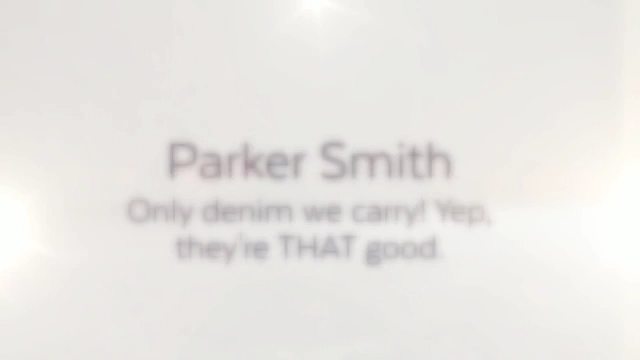 Parker Smith
Only denim we carry! Yep,
they're THAT good.